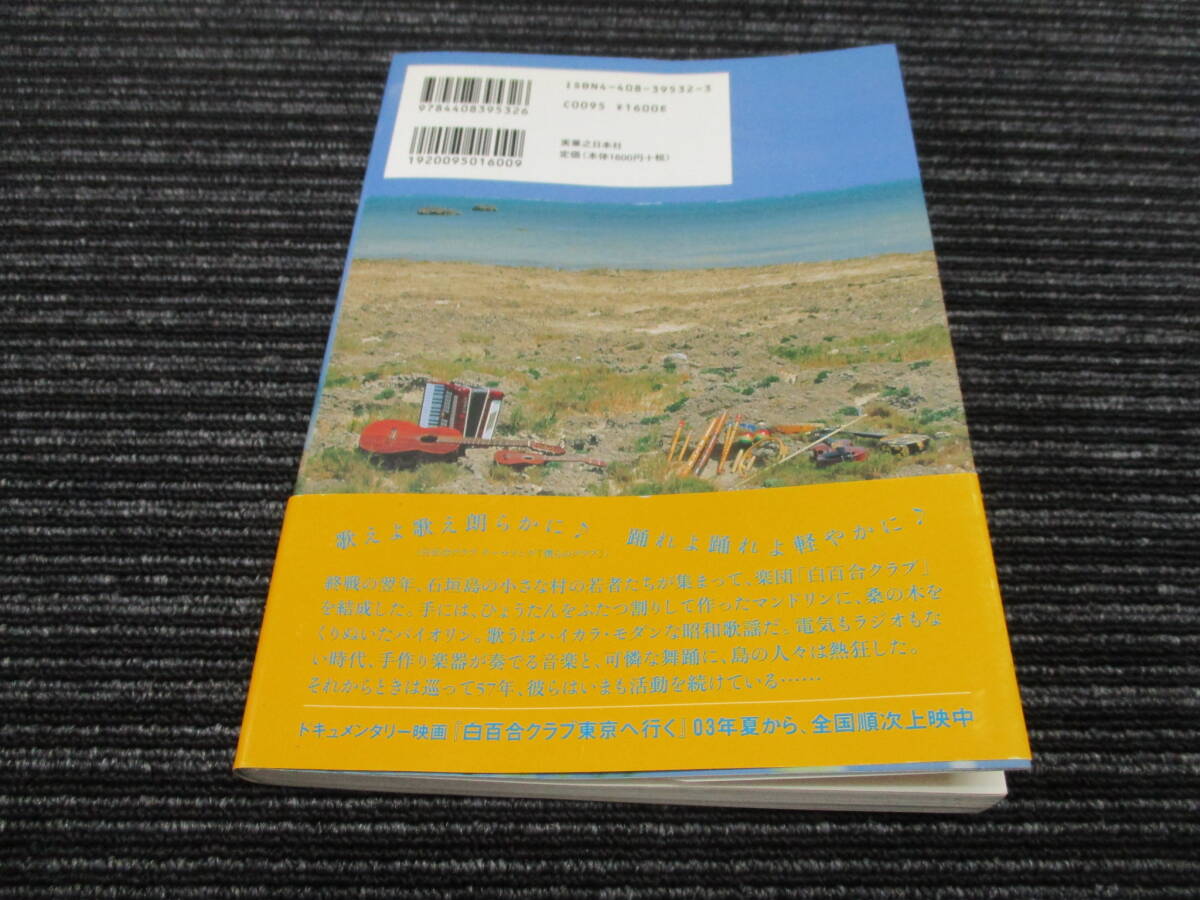 ISBN4-408-39532-3
C0095 ¥1600E
9784408395326
1920095016009
実業之日本社
定価(本体1600円+税)
歌えよ歌え朗らかに♪ 踊れよ踊れよ軽やかに♪
終戦の翌年、石垣島の小さな村の若者たちが集まって、楽団「白百合クラブ」
を結成した。手には、ひょうたんをふたつ割りして作ったマンドリンに、桑の木を
くりぬいたバイオリン。歌うはハイカラ・モダンな昭和歌謡だ。電気もラジオもな
い時代、手作り楽器が奏でる音楽と、可憐な舞踊に、島の人々は熱狂した。
それからときは巡って57年、彼らはいまも活動を続けている……
ドキュメンタリー映画『白百合クラブ東京へ行く』03年夏から、全国順次上映中